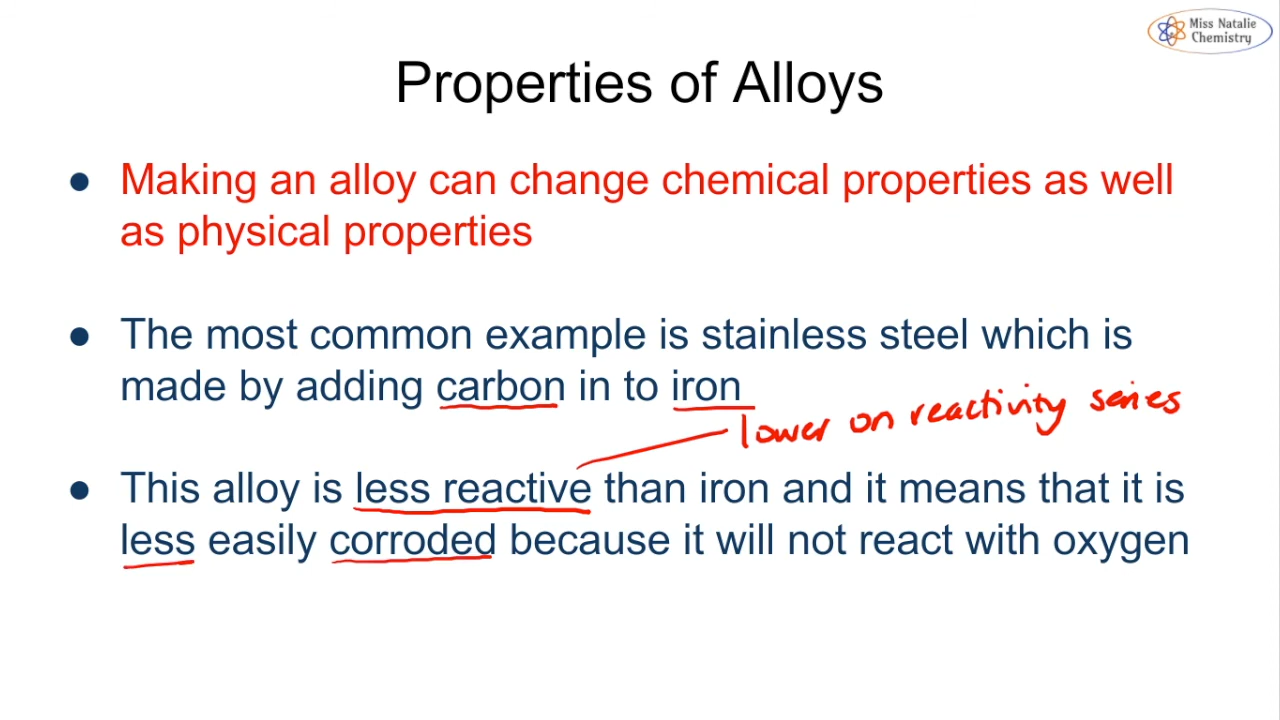 Miss Natalie
Chemistry
Properties of Alloys
● Making an alloy can change chemical properties as well
as physical properties
● The most common example is stainless steel which is
made by adding carbon in to iron
lower on reactivity series
● This alloy is less reactive than iron and it means that it is
less easily corroded because it will not react with oxygen